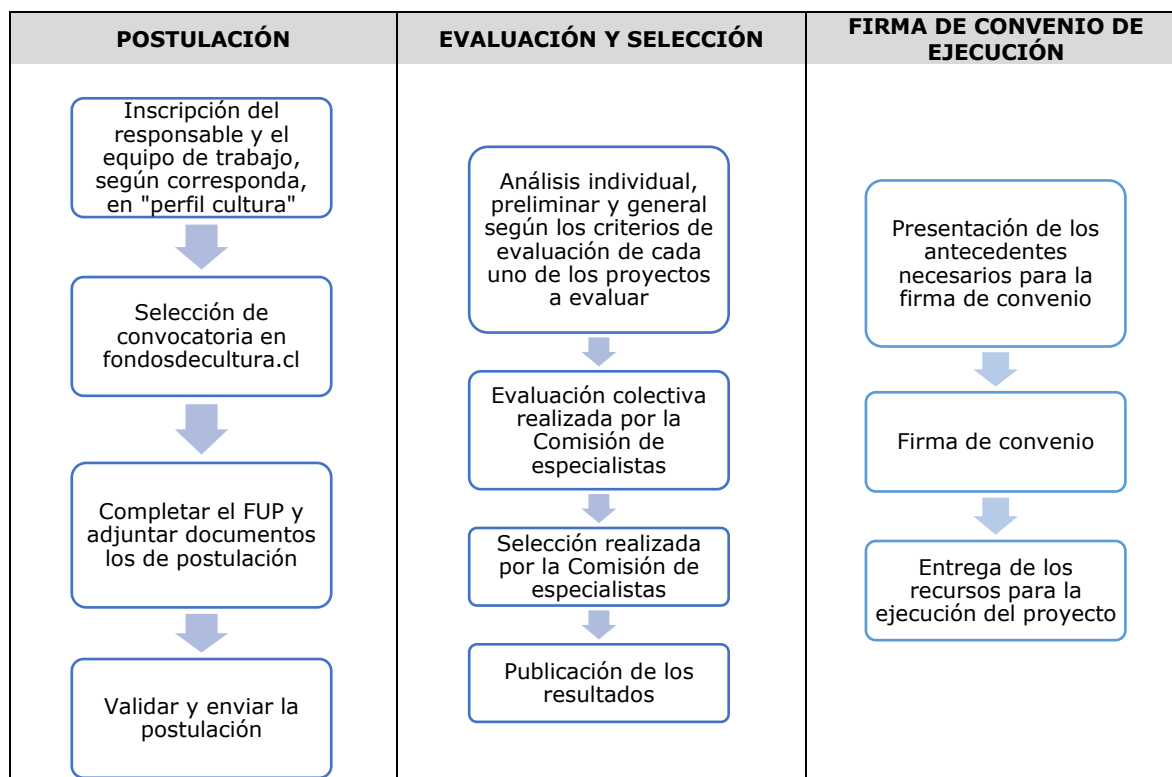 POSTULACIÓN
Inscripción del
responsable y el
equipo de trabajo,
según corresponda,
en "perfil cultura"
Selección de
convocatoria en
fondosdecultura.cl
Completar el FUP y
adjuntar documentos
los de postulación
Validar y enviar la
postulación
EVALUACIÓN Y SELECCIÓN
Análisis individual,
preliminar y general
según los criterios de
evaluación de cada
uno de los proyectos
a evaluar
Evaluación colectiva
realizada por la
Comisión de
especialistas
Selección realizada
por la Comisión de
especialistas
Publicación de los
resultados
FIRMA DE CONVENIO DE
EJECUCIÓN
Presentación de los
antecedentes
necesarios para la
firma de convenio
Firma de convenio
Entrega de los
recursos para la
ejecución del proyecto